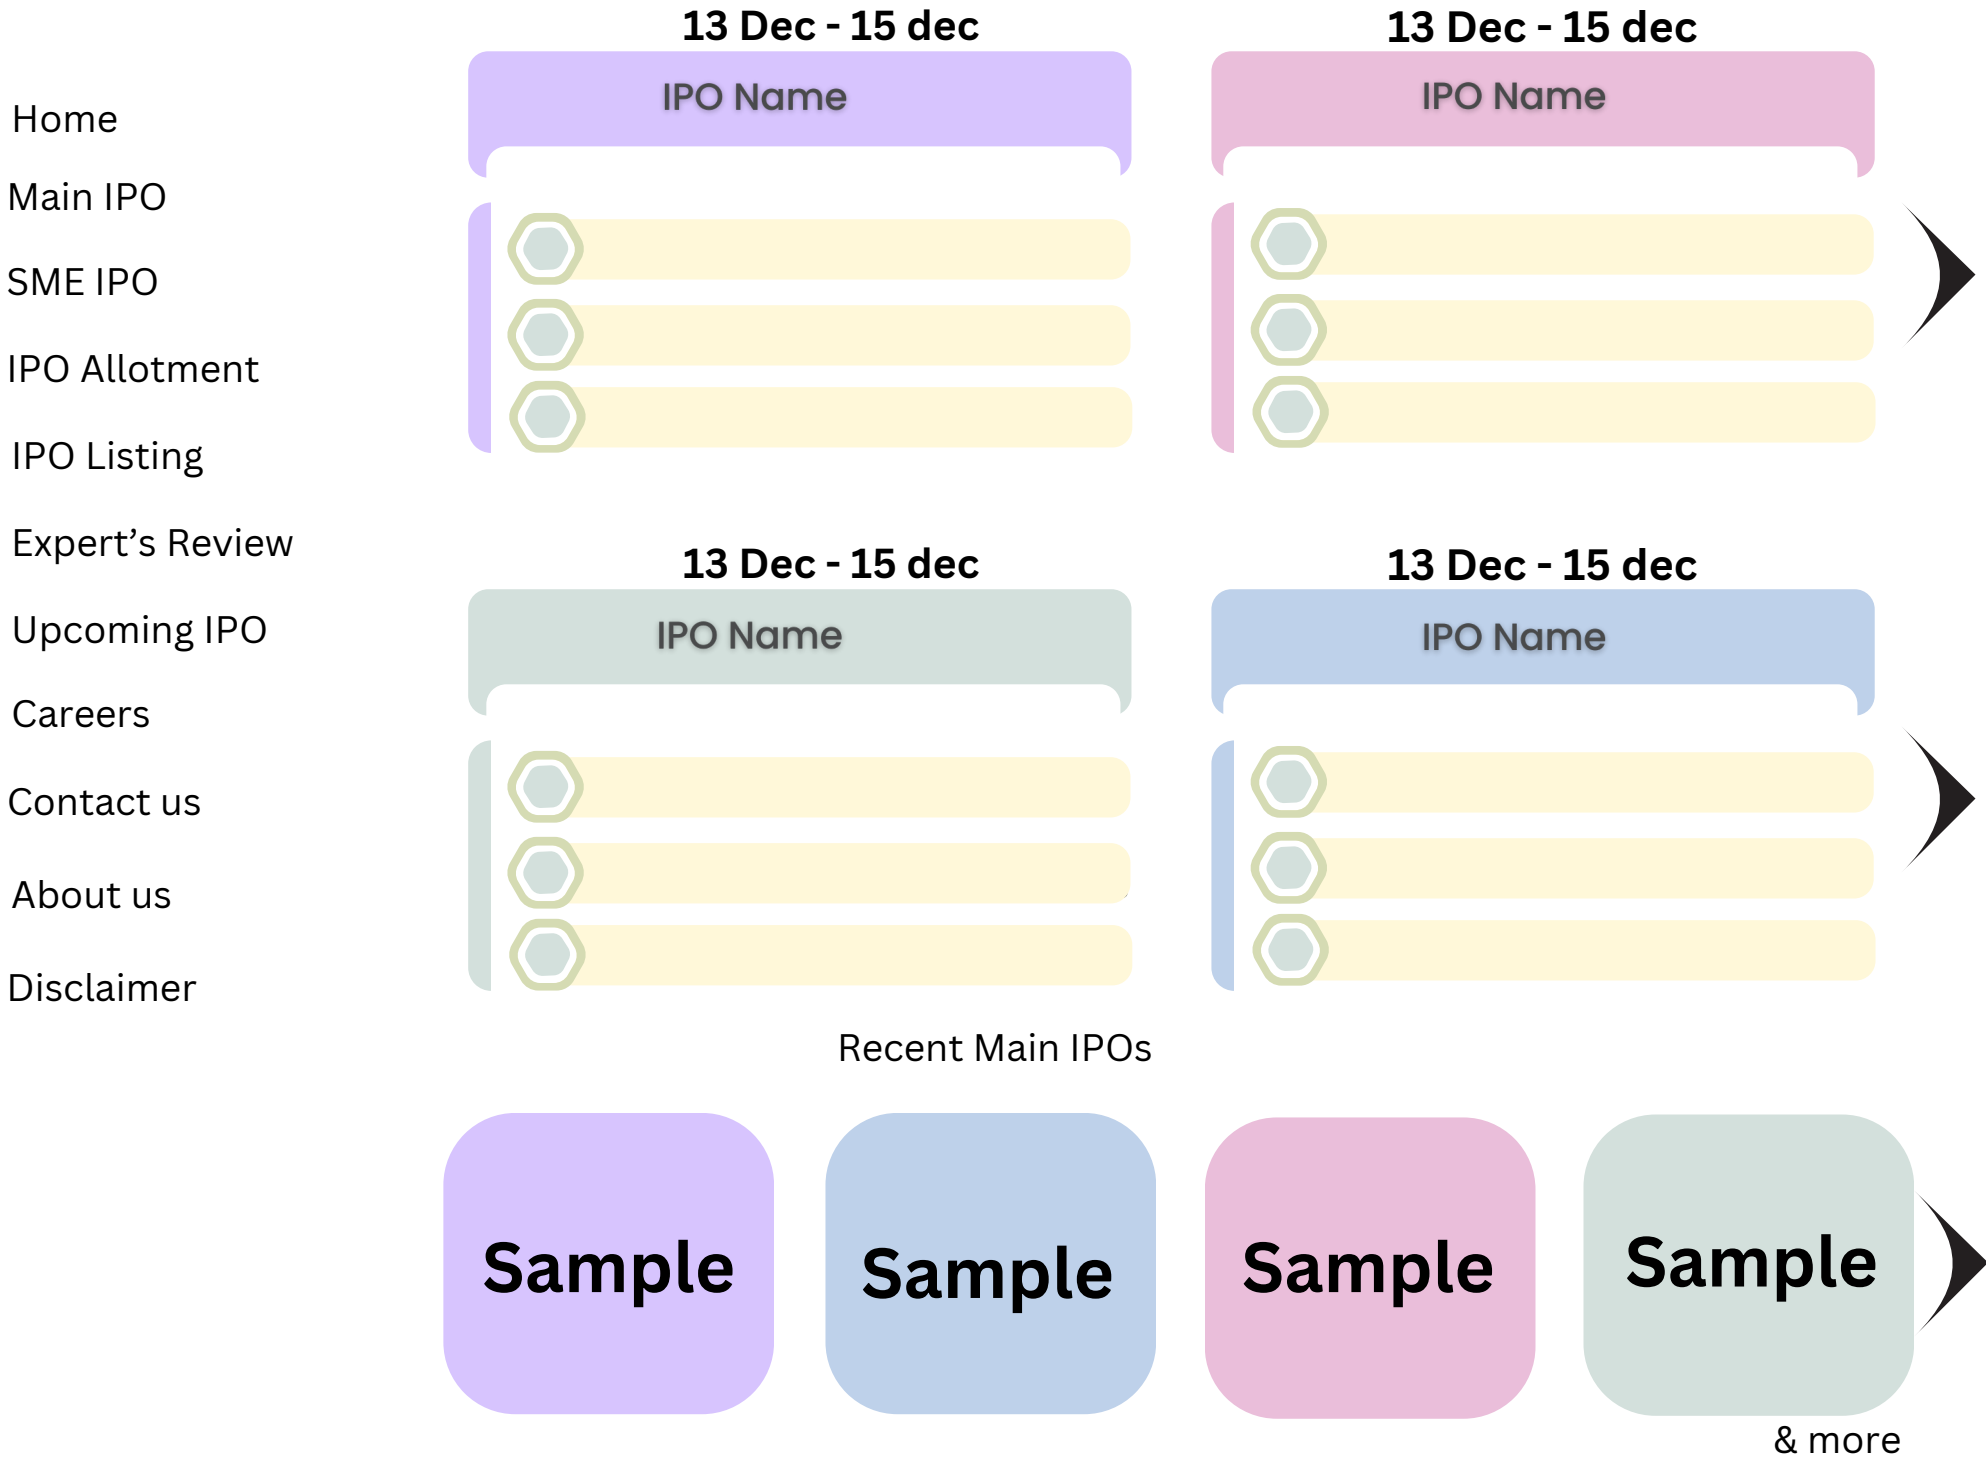 Home
Main IPO
SME IPO
IPO Allotment
IPO Listing
Expert’s Review
Upcoming IPO
Careers
Contact us
About us
Disclaimer
13 Dec - 15 dec
IPO Name
13 Dec - 15 dec
IPO Name
13 Dec - 15 dec
IPO Name
13 Dec - 15 dec
IPO Name
Recent Main IPOs
Sample
Sample
Sample
Sample
& more